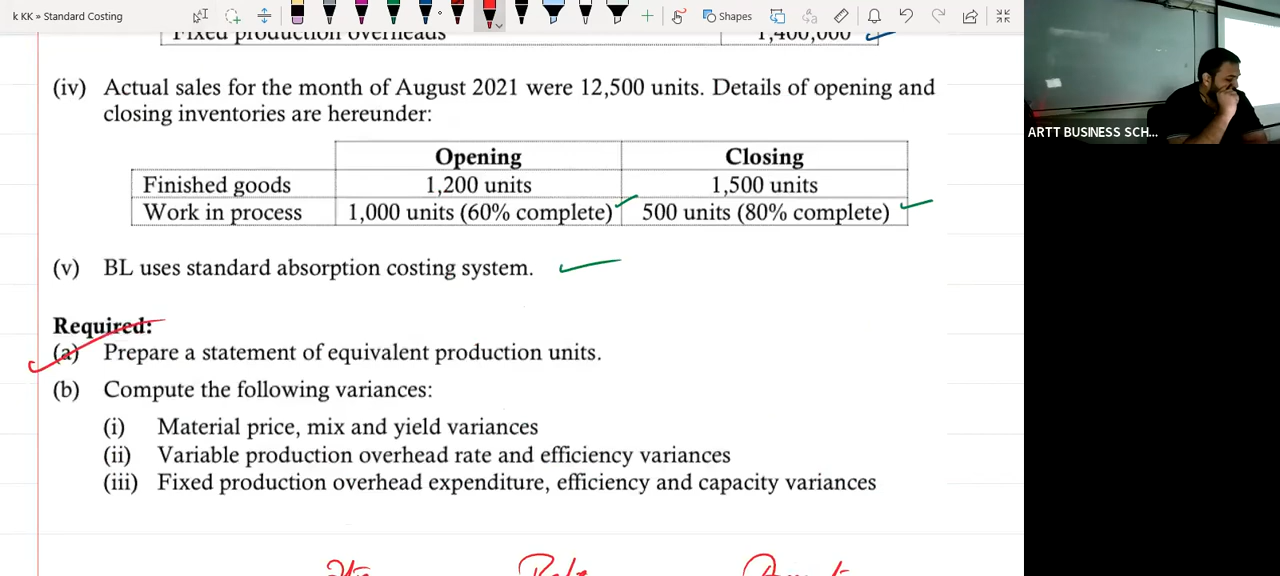 k KK » Standard Costing
Shapes
Fixed production overheads 1,400,000
(iv) Actual sales for the month of August 2021 were 12,500 units. Details of opening and
closing inventories are hereunder:
Opening Closing
Finished goods 1,200 units 1,500 units
Work in process 1,000 units (60% complete) 500 units (80% complete)
(v) BL uses standard absorption costing system.
Required:
(a) Prepare a statement of equivalent production units.
(b) Compute the following variances:
(i) Material price, mix and yield variances
(ii) Variable production overhead rate and efficiency variances
(iii) Fixed production overhead expenditure, efficiency and capacity variances
ARTT BUSINESS SCH...